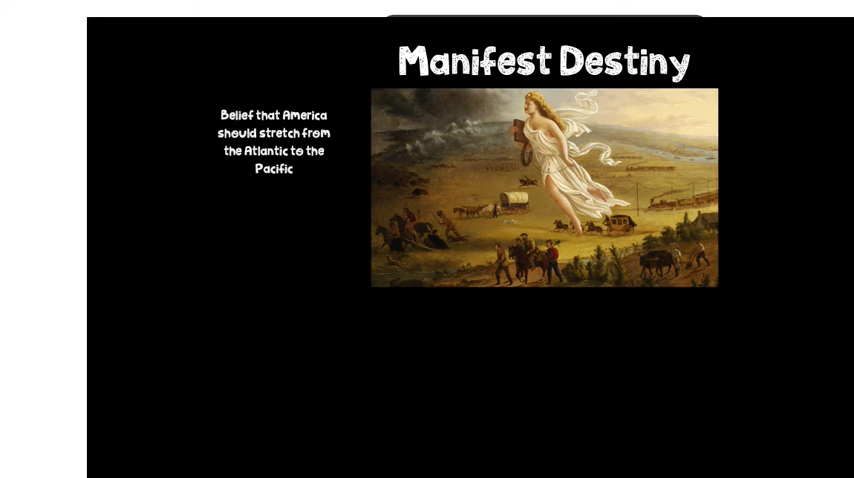 Manifest Destiny
Belief that America
should stretch from
the Atlantic to the
Pacific